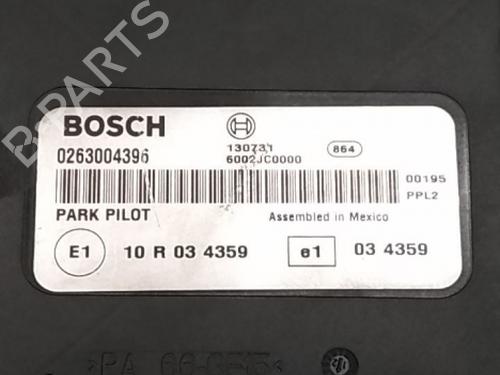 B-PARTS
BOSCH
0263004396
130731
6002JC0000
864
00195
PPL2
PARK PILOT
Assembled in Mexico
E1
10 R 03 4359
e1
03 4359